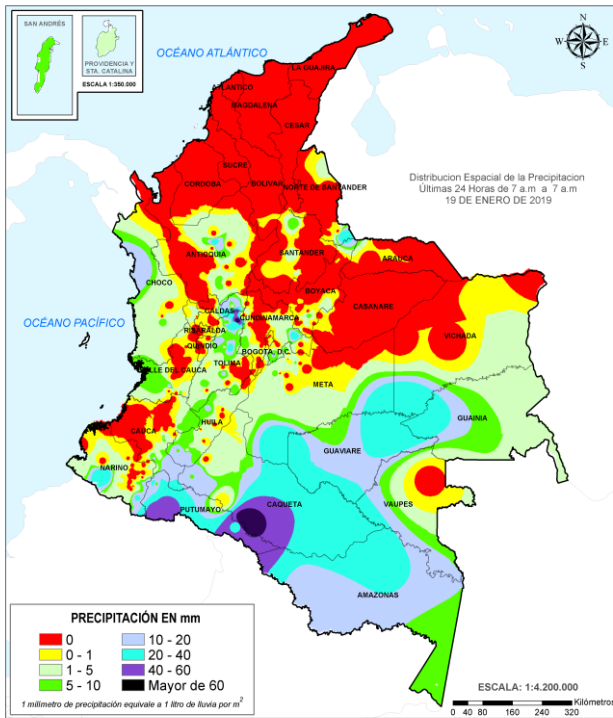 SAN ANDRÉS
PROVIDENCIA Y
STA. CATALINA
ESCALA 1:350.000
N
W
E
S
OCÉANO ATLÁNTICO
LA GUAJIRA
ATLANTICO
MAGDALENA
CESAR
SUCRE
CORDOBA
BOLIVAR
NORTE DE SANTANDER
Distribucion Espacial de la Precipitacion
Últimas 24 Horas de 7 a.m a 7 a.m
19 DE ENERO DE 2019
ANTIOQUIA
SANTANDER
ARAUCA
CHOCO
BOYACA
CASANARE
OCÉANO PACÍFICO
CALDAS
CUNDINAMARCA
RISARALDA
VICHADA
QUINDIO
BOGOTA, D.C.
TOLIMA
VALLE DEL CAUCA
META
GUAINIA
CAUCA
HUILA
GUAVIARE
NARIÑO
VAUPES
PUTUMAYO
CAQUETA
AMAZONAS
PRECIPITACIÓN EN mm
0
10 - 20
0 - 1
20 - 40
1 - 5
40 - 60
5 - 10
Mayor de 60
1 milimetro de precipitación equivale a 1 litro de lluvia por m²
ESCALA: 1:4.200.000
Kilómetros
0 40 80 160 240 320